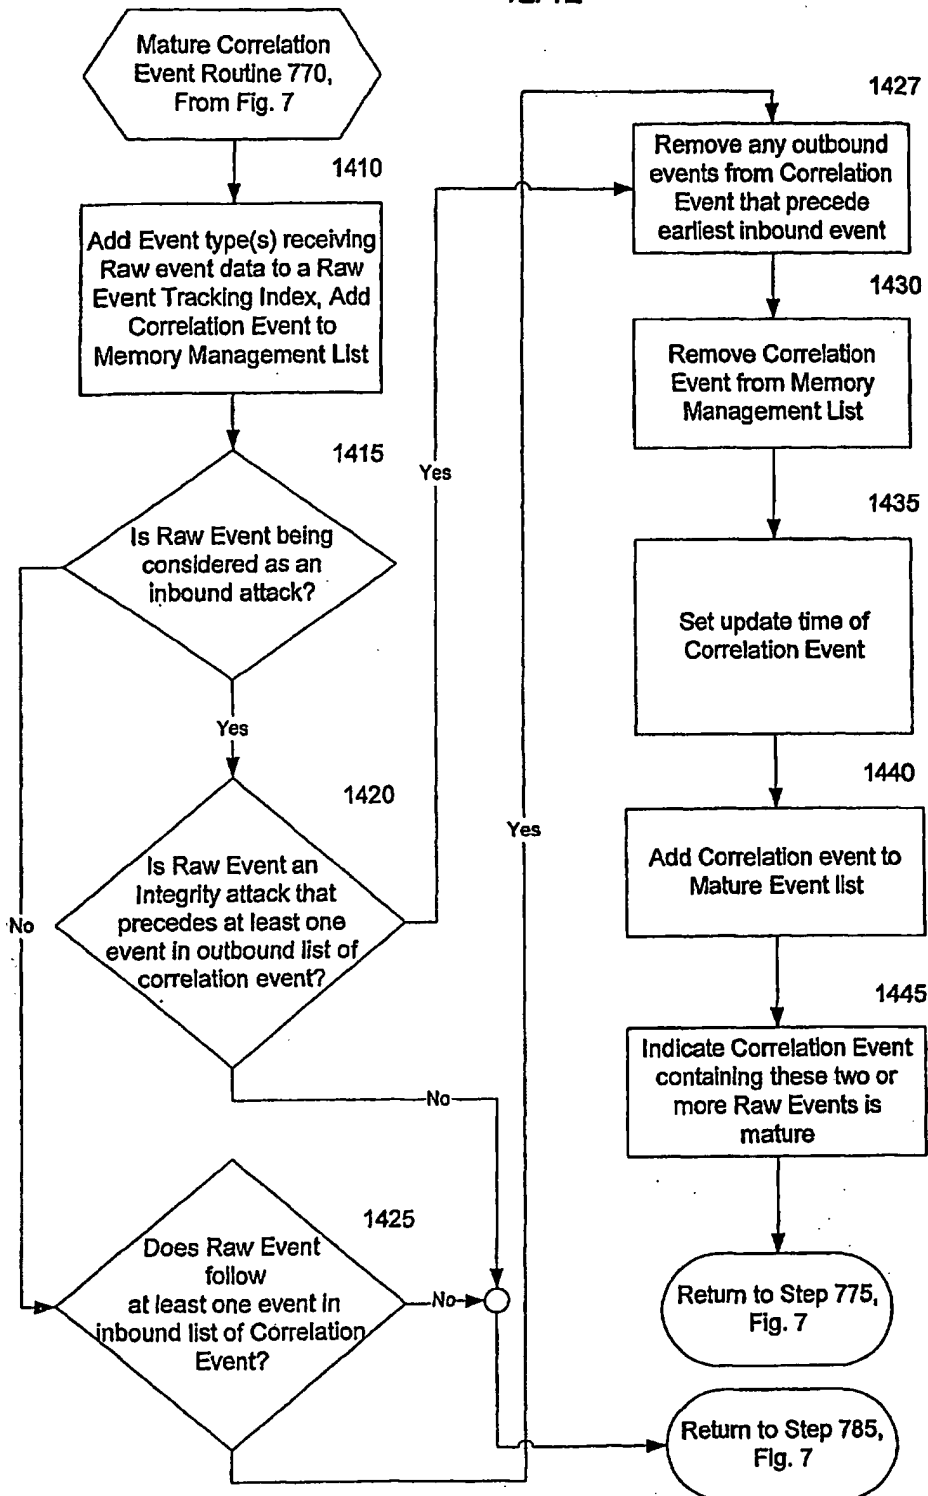 Mature Correlation
Event Routine 770,
From Fig. 7
1410
Add Event type(s) receiving
Raw event data to a Raw
Event Tracking Index, Add
Correlation Event to
Memory Management List
1415
Is Raw Event being
considered as an
inbound attack?
Yes
No
1420
Is Raw Event an
Integrity attack that
precedes at least one
event in outbound list of
correlation event?
Yes
No
1425
Does Raw Event
follow
at least one event in
inbound list of Correlation
Event?
No
Yes
1427
Remove any outbound
events from Correlation
Event that precede
earliest inbound event
1430
Remove Correlation
Event from Memory
Management List
1435
Set update time of
Correlation Event
1440
Add Correlation event to
Mature Event list
1445
Indicate Correlation Event
containing these two or
more Raw Events is
mature
Return to Step 775,
Fig. 7
Return to Step 785,
Fig. 7